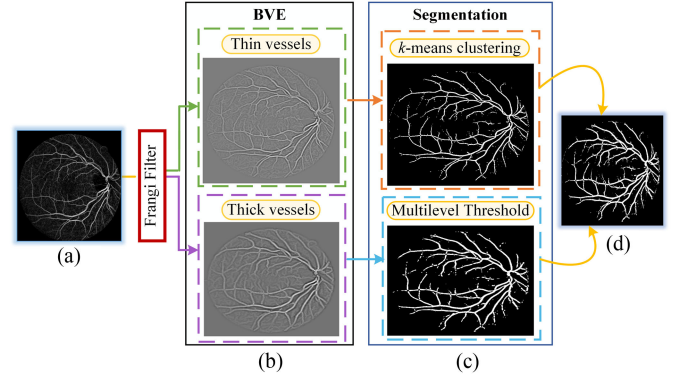 BVE
Segmentation
Thin vessels
k-means clustering
Frangi Filter
Thick vessels
Multilevel Threshold
(a)
(b)
(c)
(d)